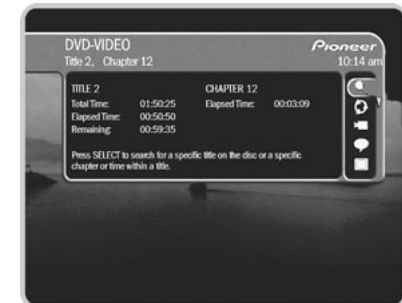 DVD-VIDEO
Pioneer
Title 2, Chapter 12
10:14 am
TITLE 2
CHAPTER 12
Total Time: 01:50:25
Elapsed Time: 00:03:09
Elapsed Time: 00:50:50
Remaining: 00:59:35
Press SELECT to search for a specific title on the disc or a specific
chapter or time within a title.